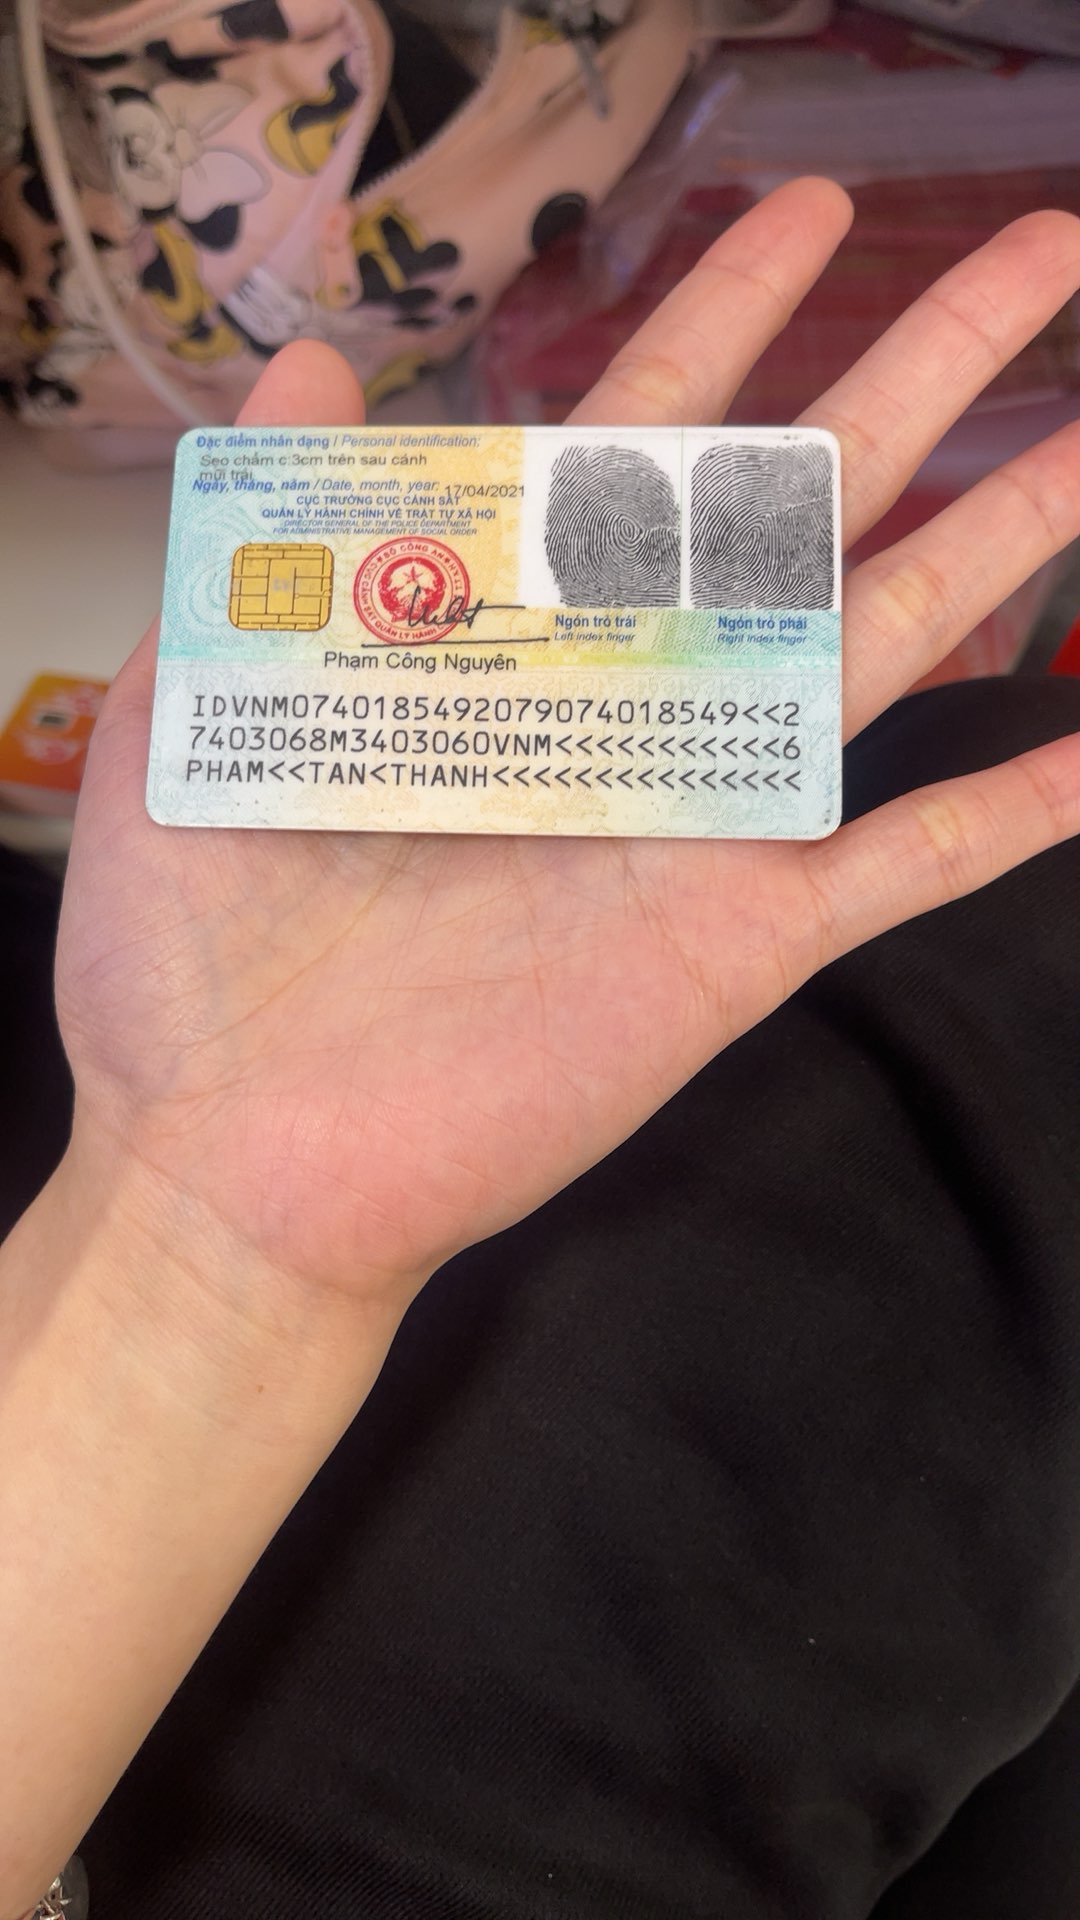 Đặc điểm nhân dạng / Personal identification:
Sẹo chấm c:3cm trên sau cánh
mũi trái
Ngày, tháng, năm / Date, month, year: 17/04/2021
CỤC TRƯỞNG CỤC CẢNH SÁT
QUẢN LÝ HÀNH CHÍNH VỀ TRẬT TỰ XÃ HỘI
DIRECTOR GENERAL OF THE POLICE DEPARTMENT
FOR ADMINISTRATIVE MANAGEMENT OF SOCIAL ORDER
BỘ CÔNG AN
Phạm Công Nguyên
Ngón trỏ trái
Left index finger
Ngón trỏ phải
Right index finger
IDVNM0740185492079074018549<<2
7403068M3403060VNM<<<<<<<<<<<6
PHAM<<TAN<THANH<<<<<<<<<<<<<<<